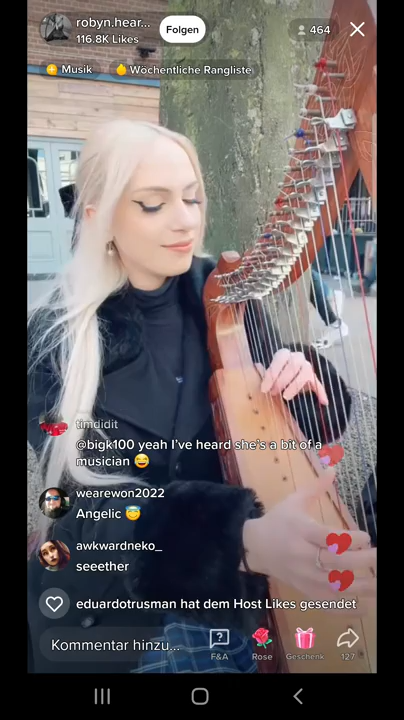 robyn.hear...
116.8K Likes
Folgen
464
Musik
Wöchentliche Rangliste
timdidit
@bigk100 yeah I've heard she's a bit of a
musician 😅
wearewon2022
Angelic 😇
awkwardneko_
seeether
eduardotrusman hat dem Host Likes gesendet
Kommentar hinzu...
F&A
Rose
Geschenk
127